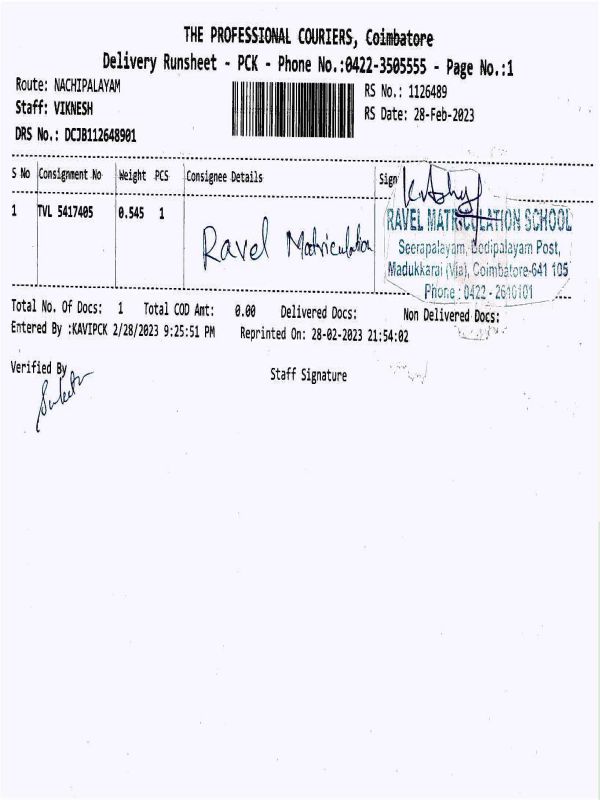 THE PROFESSIONAL COURIERS, Coimbatore
Delivery Runsheet - PCK - Phone No.:0422-3505555 - Page No.:1
Route: NACHIPALAYAM
RS No.: 1126489
Staff: VIKNESH
RS Date: 28-Feb-2023
DRS No.: DCJB112648901
S No Consignment No Weight PCS Consignee Details Sign
1 TVL 5417405 0.545 1
Ravel Matriculation
RAVEL MATRICULATION SCHOOL
Seerapalayam, Post,
Madukkarai (Via), Coimbatore-641 105
Phone : 0422 -
Total No. Of Docs: 1 Total COD Amt: 0.00 Delivered Docs: Non Delivered Docs:
Entered By :KAVIPCK 2/28/2023 9:25:51 PM Reprinted On: 28-02-2023 21:54:02
Verified By
Staff Signature